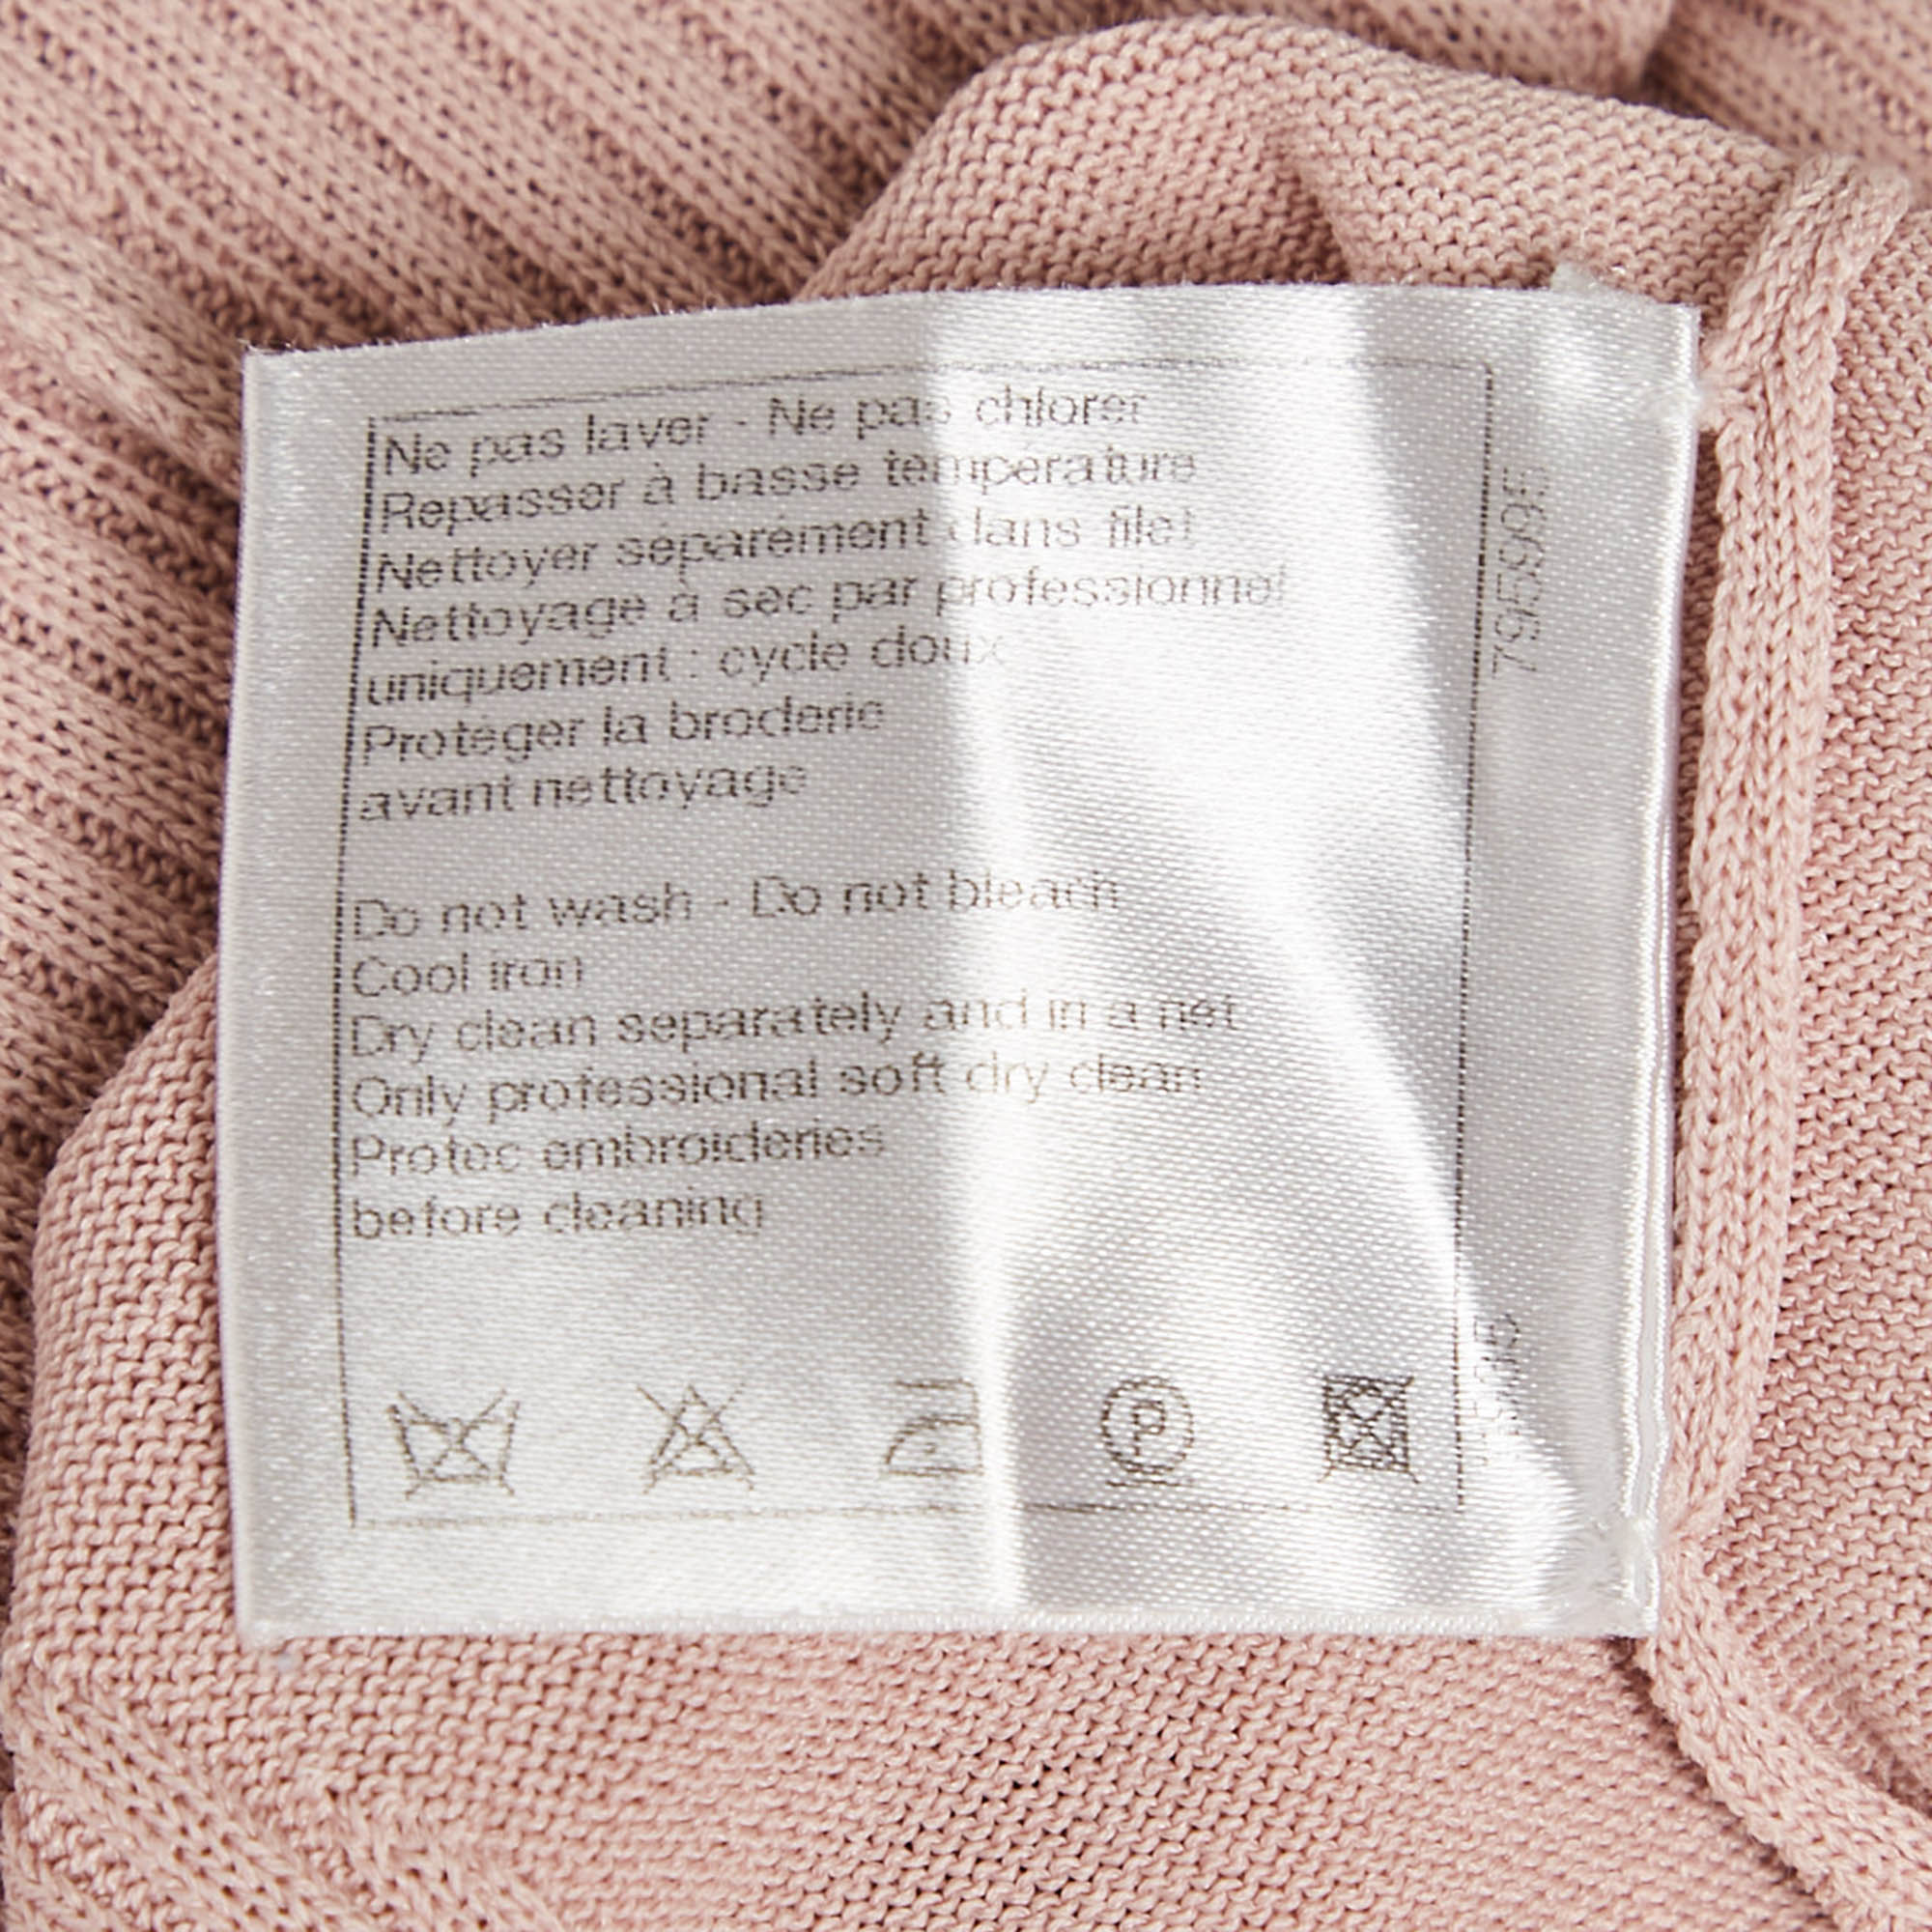 Ne pas laver - Ne pas chlorer
Repasser à basse température
Nettoyer séparément dans filet
Nettoyage à sec par professionnel
uniquement : cycle doux
Protéger la broderie
avant nettoyage
Do not wash - Do not bleach
Cool iron
Dry clean separately and in a net
Only professional soft dry clean
Protec embroideries
before cleaning
P